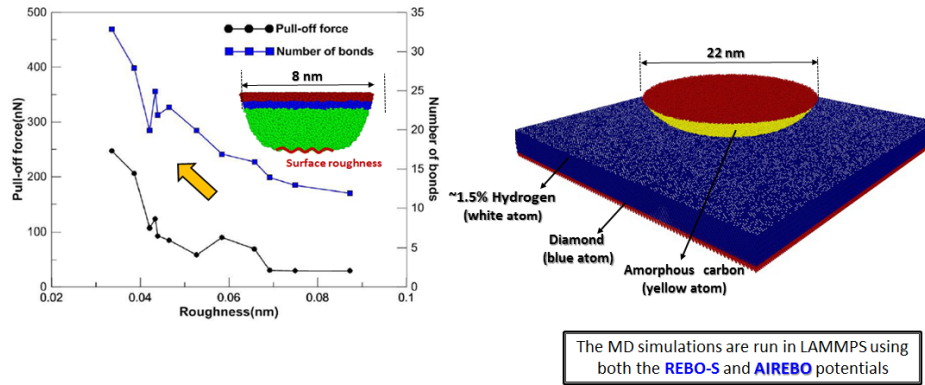 500
400
300
200
100
0
Pull-off force(nN)
35
30
25
20
15
10
5
0
Number of bonds
0.02
0.04
0.06
0.08
0.1
Roughness(nm)
Pull-off force
Number of bonds
8 nm
Surface roughness
22 nm
~1.5% Hydrogen
(white atom)
Diamond
(blue atom)
Amorphous carbon
(yellow atom)
The MD simulations are run in LAMMPS using
both the REBO-S and AIREBO potentials